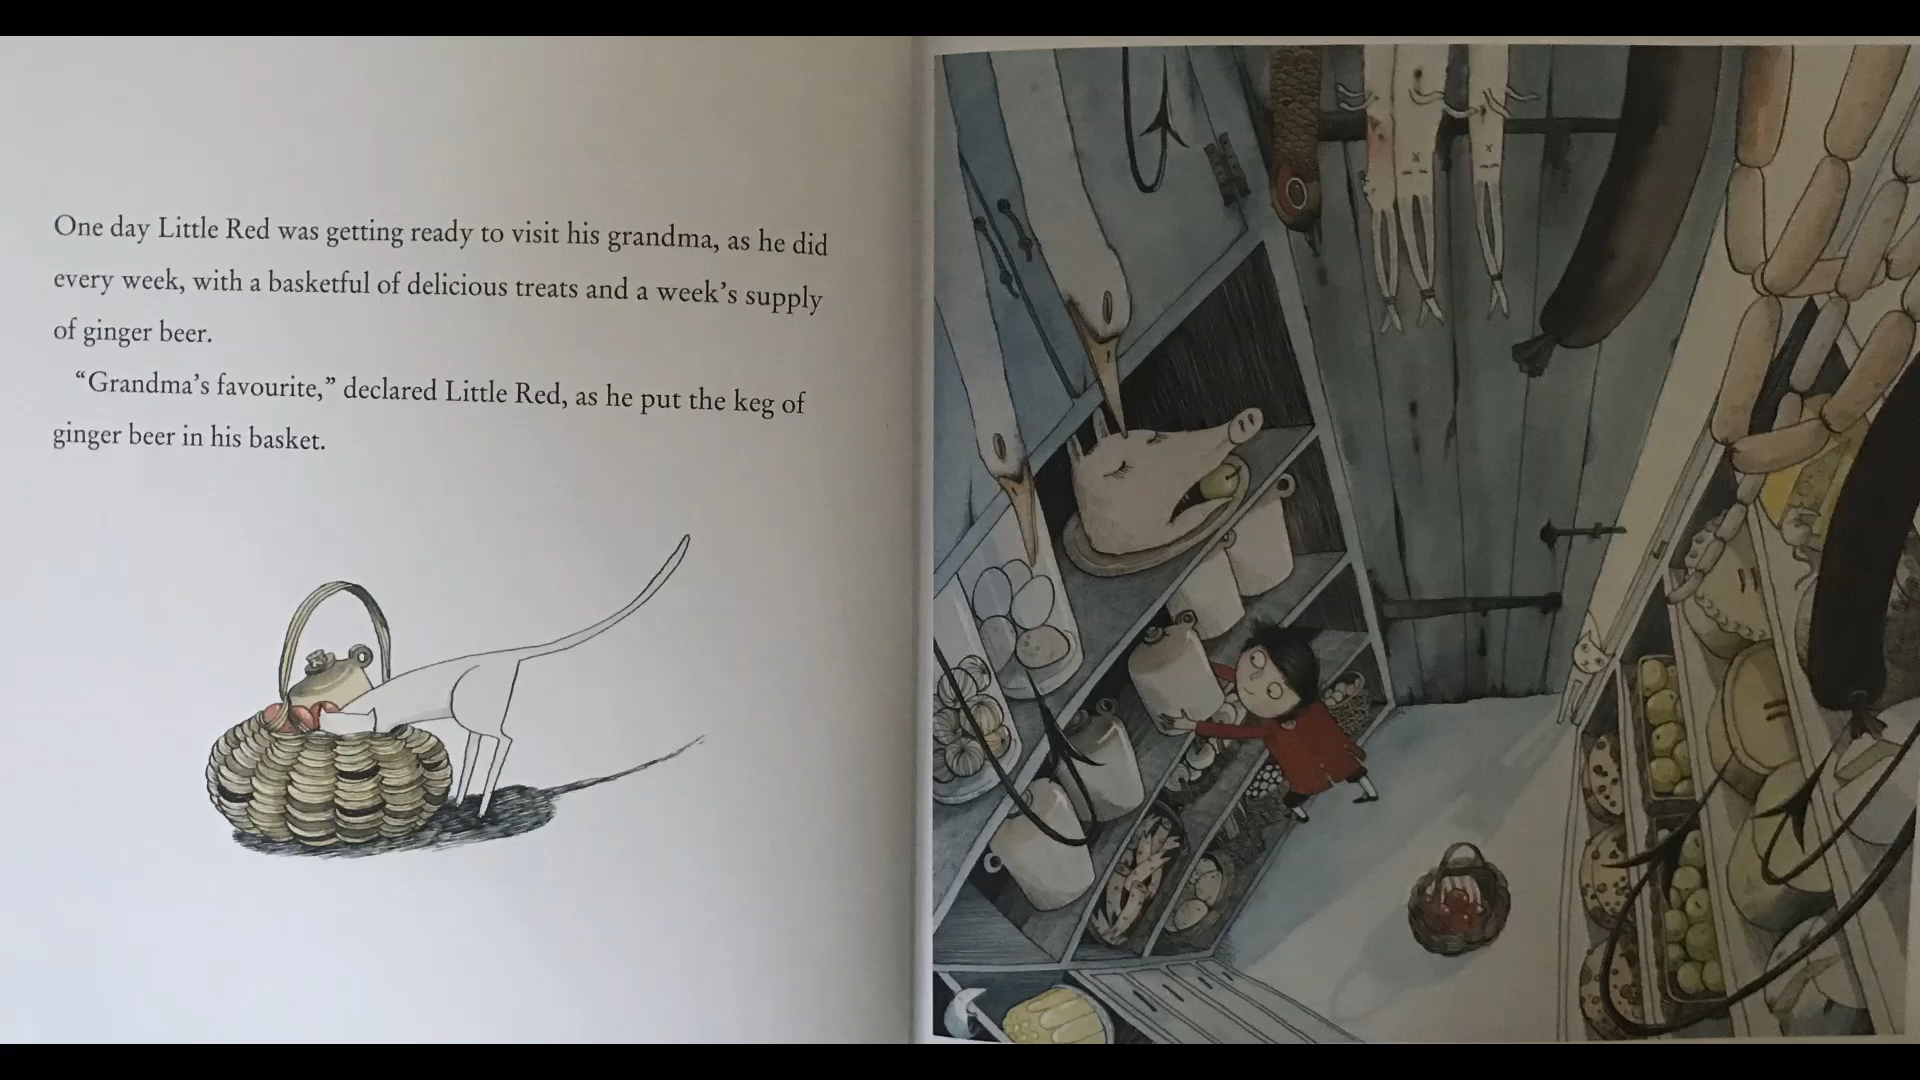 One day Little Red was getting ready to visit his grandma, as he did
every week, with a basketful of delicious treats and a week’s supply
of ginger beer.
“Grandma’s favourite,” declared Little Red, as he put the keg of
ginger beer in his basket.